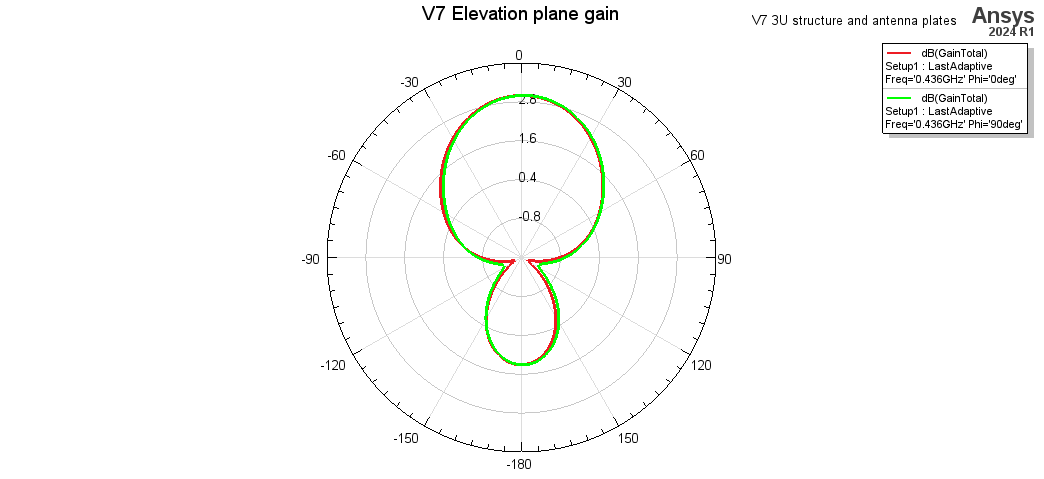 V7 Elevation plane gain
V7 3U structure and antenna plates
Ansys
2024 R1
dB(GainTotal)
Setup1 : LastAdaptive
Freq='0.436GHz' Phi='0deg'
dB(GainTotal)
Setup1 : LastAdaptive
Freq='0.436GHz' Phi='90deg'
0
-30
30
2.8
1.6
-60
60
0.4
-0.8
-90
90
-120
120
-150
150
-180